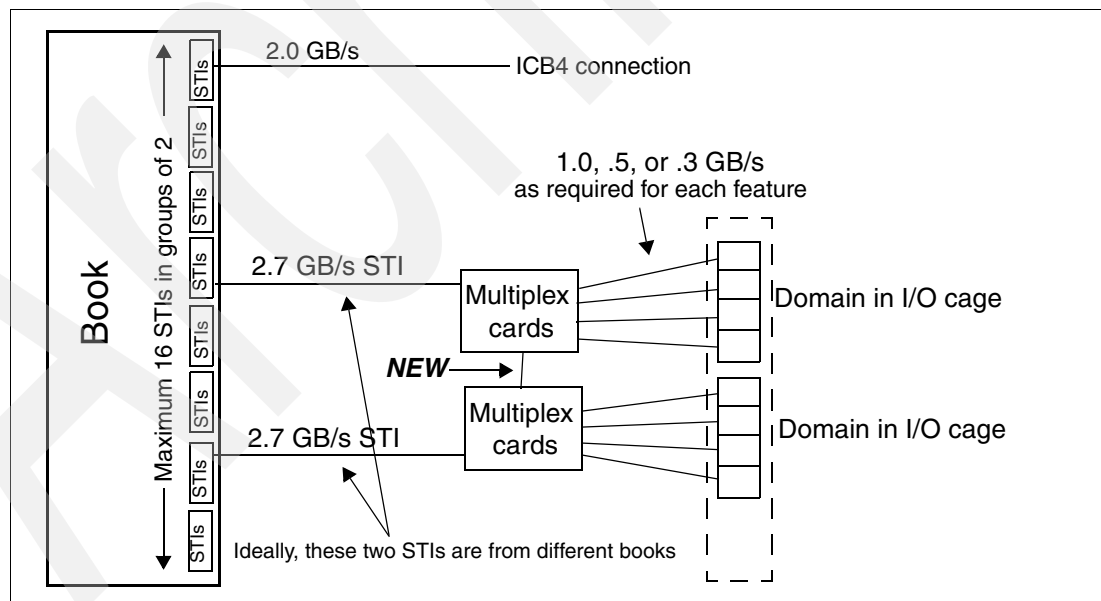 Book
Maximum 16 STIs in groups of 2
STIs
STIs
STIs
STIs
STIs
STIs
STIs
STIs
2.0 GB/s
ICB4 connection
1.0, .5, or .3 GB/s
as required for each feature
2.7 GB/s STI
Multiplex
cards
Domain in I/O cage
NEW
2.7 GB/s STI
Multiplex
cards
Domain in I/O cage
Ideally, these two STIs are from different books